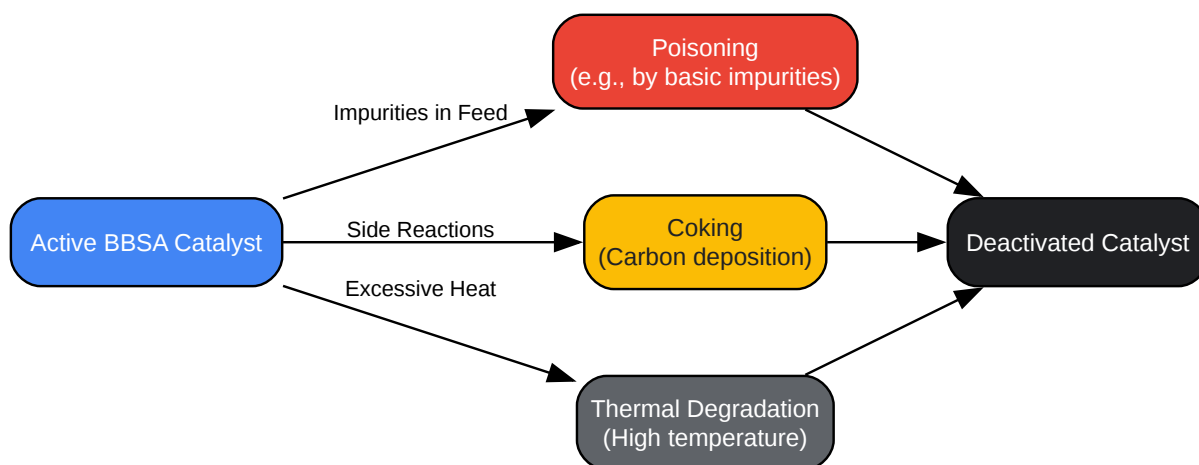 Poisoning
(e.g., by basic impurities)
Impurities in Feed
Active BBSA Catalyst
Side Reactions
Coking
(Carbon deposition)
Deactivated Catalyst
Excessive Heat
Thermal Degradation
(High temperature)